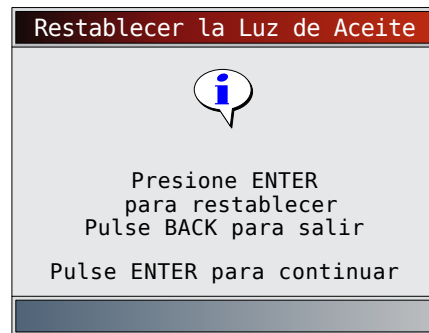 Restablecer la Luz de Aceite
i
Presione ENTER
para restablecer
Pulse BACK para salir
Pulse ENTER para continuar